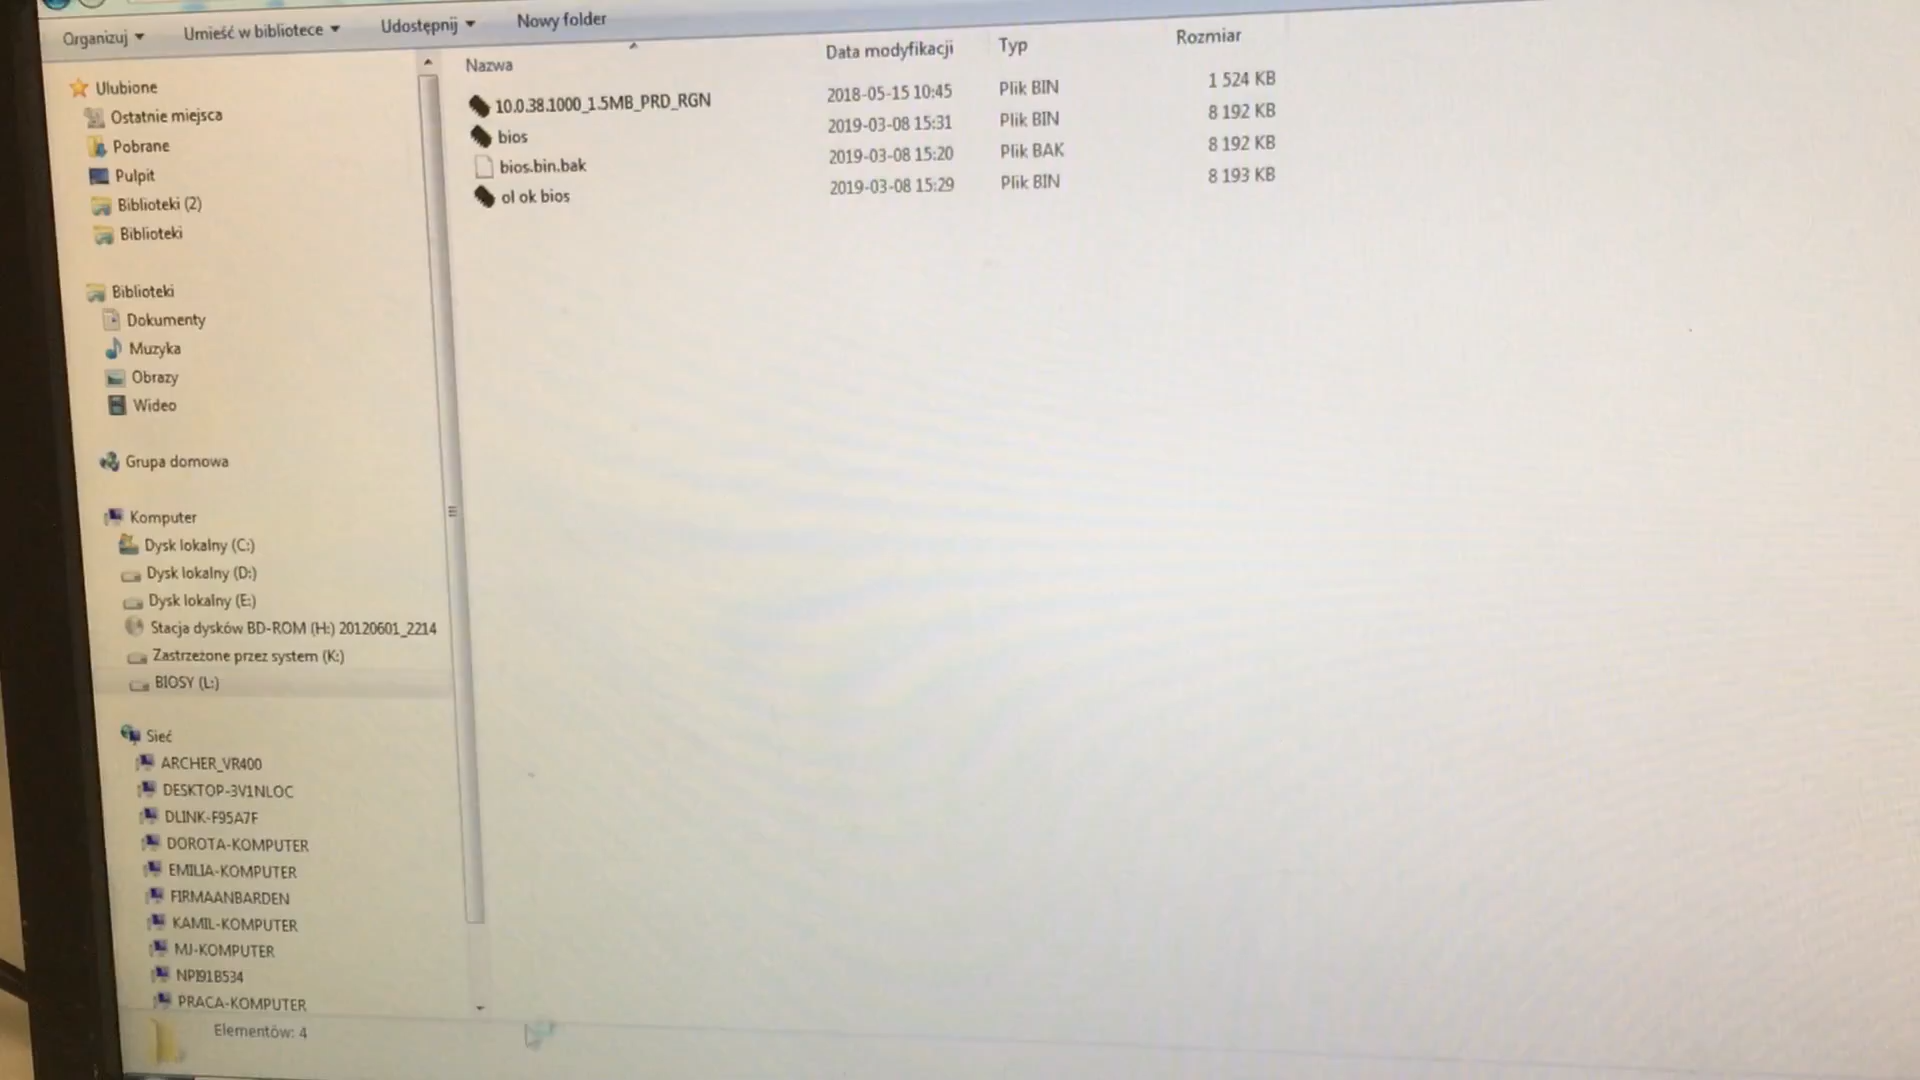 Organizuj
Umieść w bibliotece
Udostępnij
Nowy folder
Nazwa
Data modyfikacji
Typ
Rozmiar
10.0.38.1000_1.5MB_PRD_RGN
2018-05-15 10:45
Plik BIN
1 524 KB
bios
2019-03-08 15:31
Plik BIN
8 192 KB
bios.bin.bak
2019-03-08 15:20
Plik BAK
8 192 KB
ol ok bios
2019-03-08 15:29
Plik BIN
8 193 KB
Ulubione
Ostatnie miejsca
Pobrane
Pulpit
Biblioteki (2)
Biblioteki
Biblioteki
Dokumenty
Muzyka
Obrazy
Wideo
Grupa domowa
Komputer
Dysk lokalny (C:)
Dysk lokalny (D:)
Dysk lokalny (E:)
Stacja dysków BD-ROM (H:) 20120601_2214
Zastrzeżone przez system (K:)
BIOSY (L:)
Sieć
ARCHER_VR400
DESKTOP-3V1NLOC
DLINK-F95A7F
DOROTA-KOMPUTER
EMILIA-KOMPUTER
FIRMAANBARDEN
KAMIL-KOMPUTER
MJ-KOMPUTER
NPI91B534
PRACA-KOMPUTER
Elementów: 4